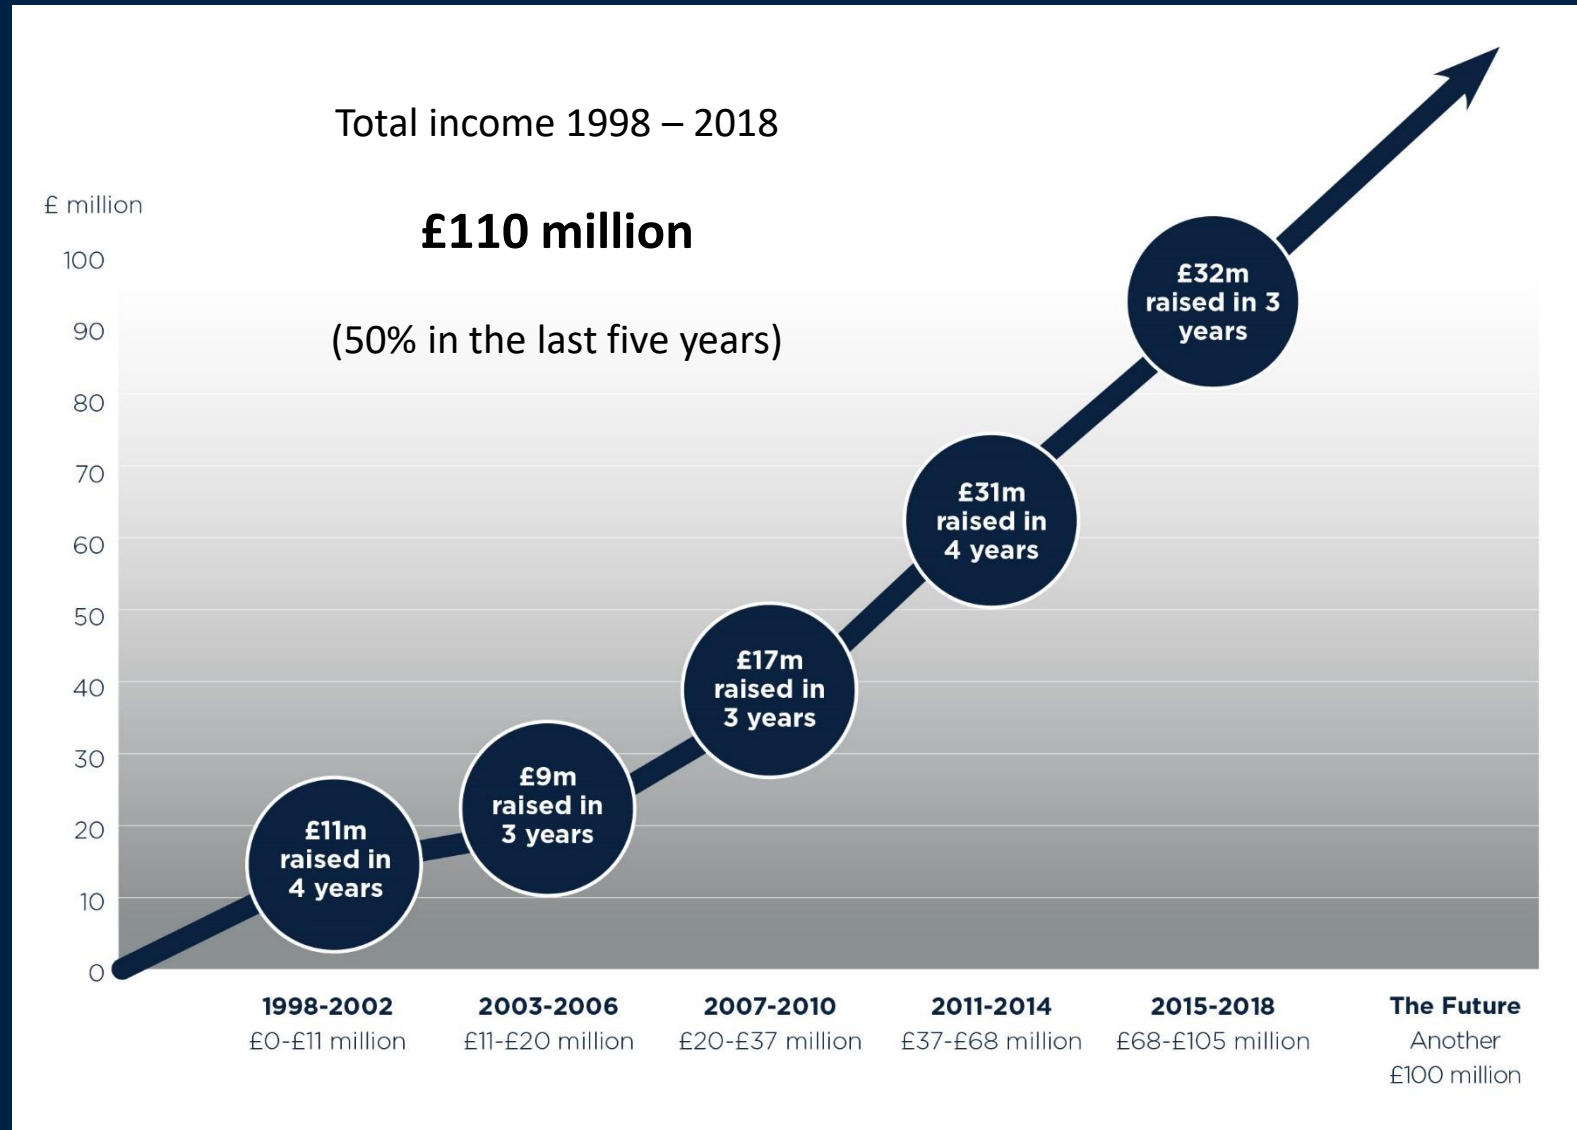 Total income 1998 – 2018
£110 million
(50% in the last five years)
£ million
100
90
80
70
60
50
40
30
20
10
0
£11m
raised in
4 years
£9m
raised in
3 years
£17m
raised in
3 years
£31m
raised in
4 years
£32m
raised in 3
years
1998-2002
£0-£11 million
2003-2006
£11-£20 million
2007-2010
£20-£37 million
2011-2014
£37-£68 million
2015-2018
£68-£105 million
The Future
Another
£100 million